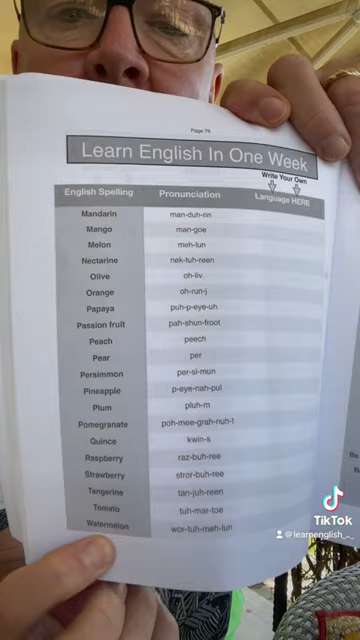 Page 79
Learn English In One Week
Write Your Own
English Spelling Pronunciation Language HERE
Mandarin man-duh-rin
Mango man-goe
Melon meh-lun
Nectarine nek-tuh-reen
Olive oh-liv
Orange oh-run-j
Papaya puh-p-eye-uh
Passion fruit pah-shun-froot
Peach peech
Pear per
Persimmon per-si-mun
Pineapple p-eye-nah-pul
Plum pluh-m
Pomegranate poh-mee-grah-nuh-t
Quince kwin-s
Raspberry raz-buh-ree
Strawberry stror-buh-ree
Tangerine tan-juh-reen
Tomato tuh-mar-toe
Watermelon wor-tuh-meh-lun
Be
TikTok
@learnenglish_._